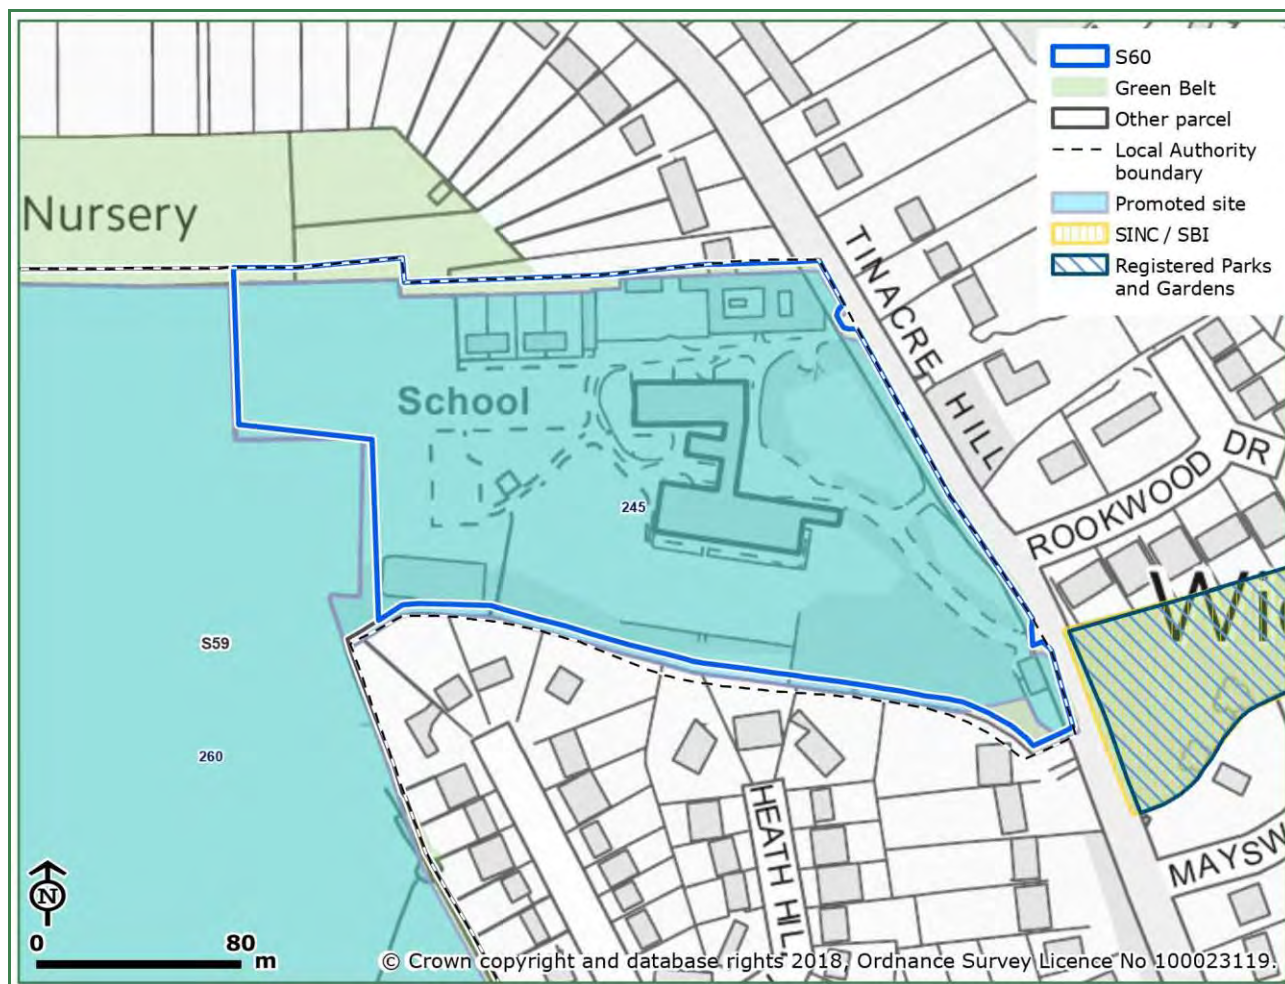 S60
Green Belt
Other parcel
Local Authority
boundary
Promoted site
SINC / SBI
Registered Parks
and Gardens
Nursery
TINACRE HILL
School
245
ROOKWOOD DR
S59
260
HEATH HIL
MAYSW
N
0 80
m
© Crown copyright and database rights 2018, Ordnance Survey Licence No 100023119.